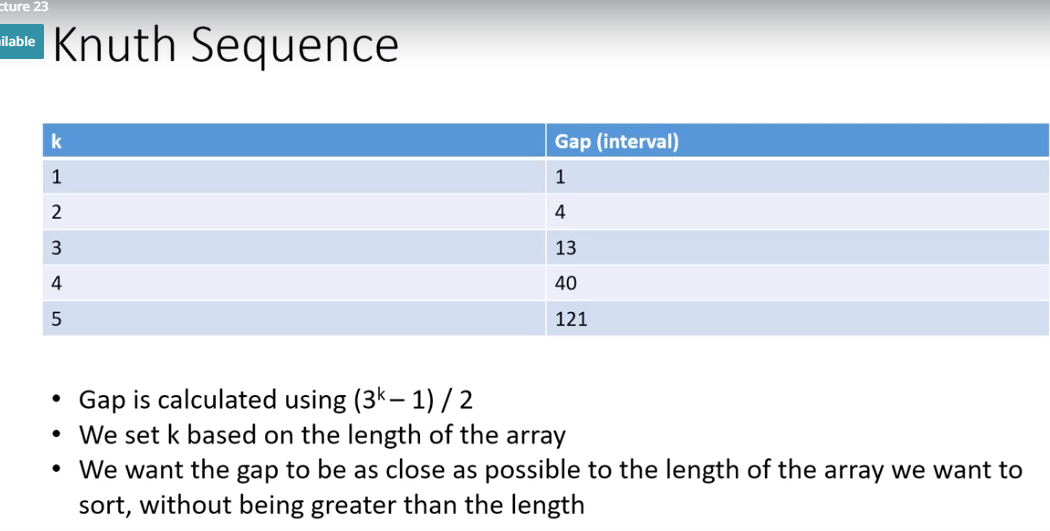 cture 23
ilable
Knuth Sequence
k Gap (interval)
1 1
2 4
3 13
4 40
5 121
• Gap is calculated using (3ᵏ – 1) / 2
• We set k based on the length of the array
• We want the gap to be as close as possible to the length of the array we want to
sort, without being greater than the length